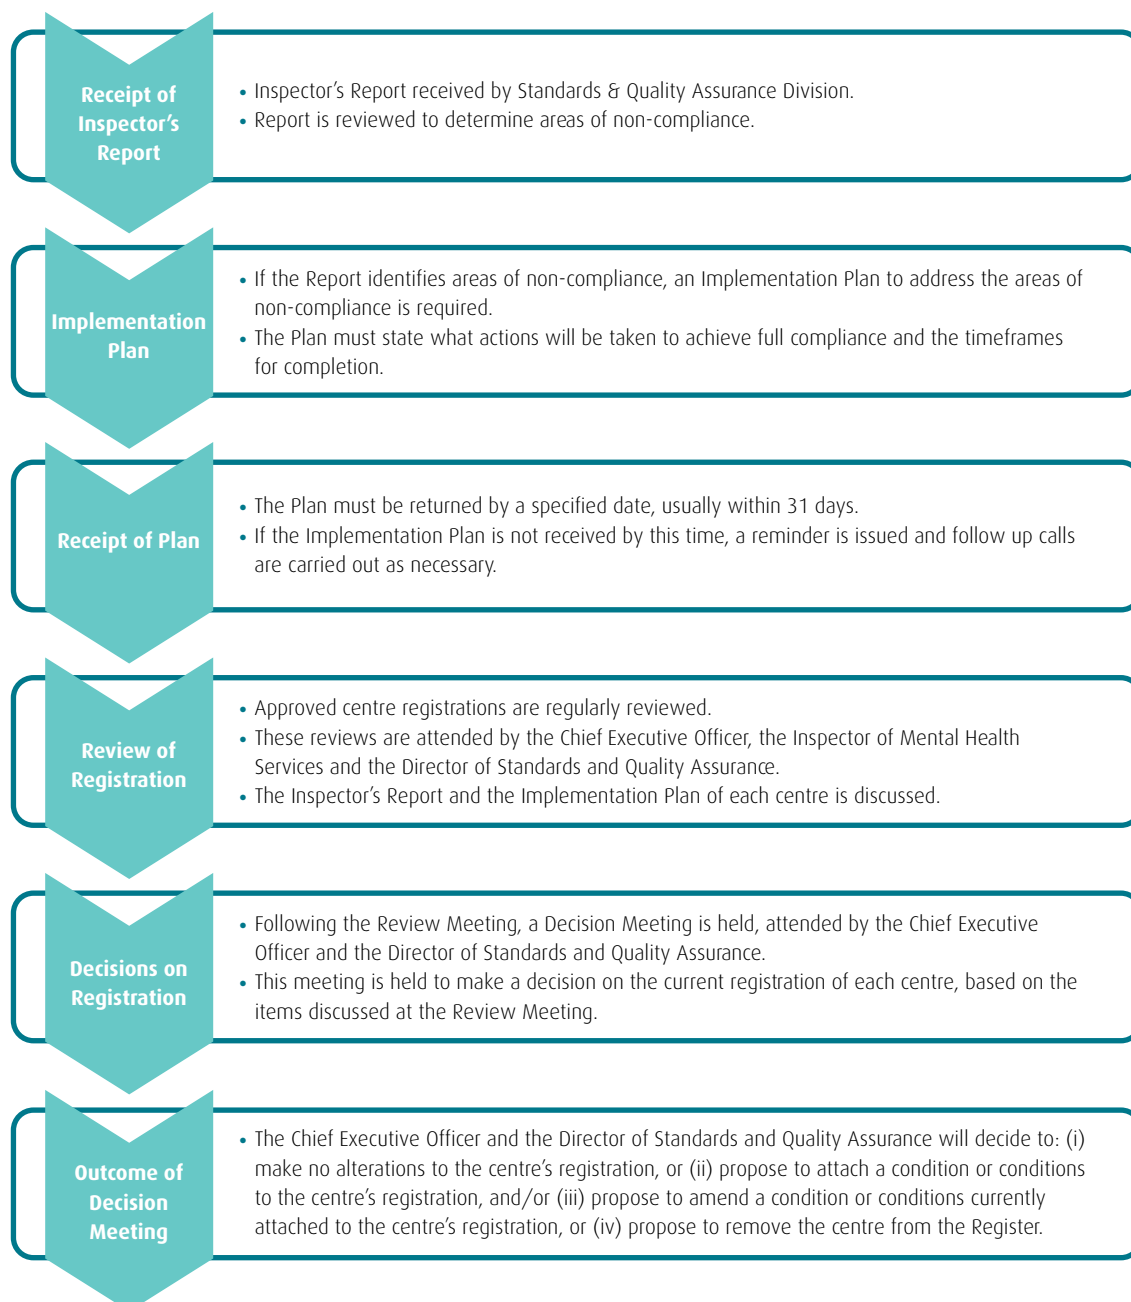 Receipt of
Inspector's
Report
• Inspector's Report received by Standards & Quality Assurance Division.
• Report is reviewed to determine areas of non-compliance.
Implementation
Plan
• If the Report identifies areas of non-compliance, an Implementation Plan to address the areas of
non-compliance is required.
• The Plan must state what actions will be taken to achieve full compliance and the timeframes
for completion.
Receipt of Plan
• The Plan must be returned by a specified date, usually within 31 days.
• If the Implementation Plan is not received by this time, a reminder is issued and follow up calls
are carried out as necessary.
Review of
Registration
• Approved centre registrations are regularly reviewed.
• These reviews are attended by the Chief Executive Officer, the Inspector of Mental Health
Services and the Director of Standards and Quality Assurance.
• The Inspector's Report and the Implementation Plan of each centre is discussed.
Decisions on
Registration
• Following the Review Meeting, a Decision Meeting is held, attended by the Chief Executive
Officer and the Director of Standards and Quality Assurance.
• This meeting is held to make a decision on the current registration of each centre, based on the
items discussed at the Review Meeting.
Outcome of
Decision
Meeting
• The Chief Executive Officer and the Director of Standards and Quality Assurance will decide to: (i)
make no alterations to the centre's registration, or (ii) propose to attach a condition or conditions
to the centre's registration, and/or (iii) propose to amend a condition or conditions currently
attached to the centre's registration, or (iv) propose to remove the centre from the Register.